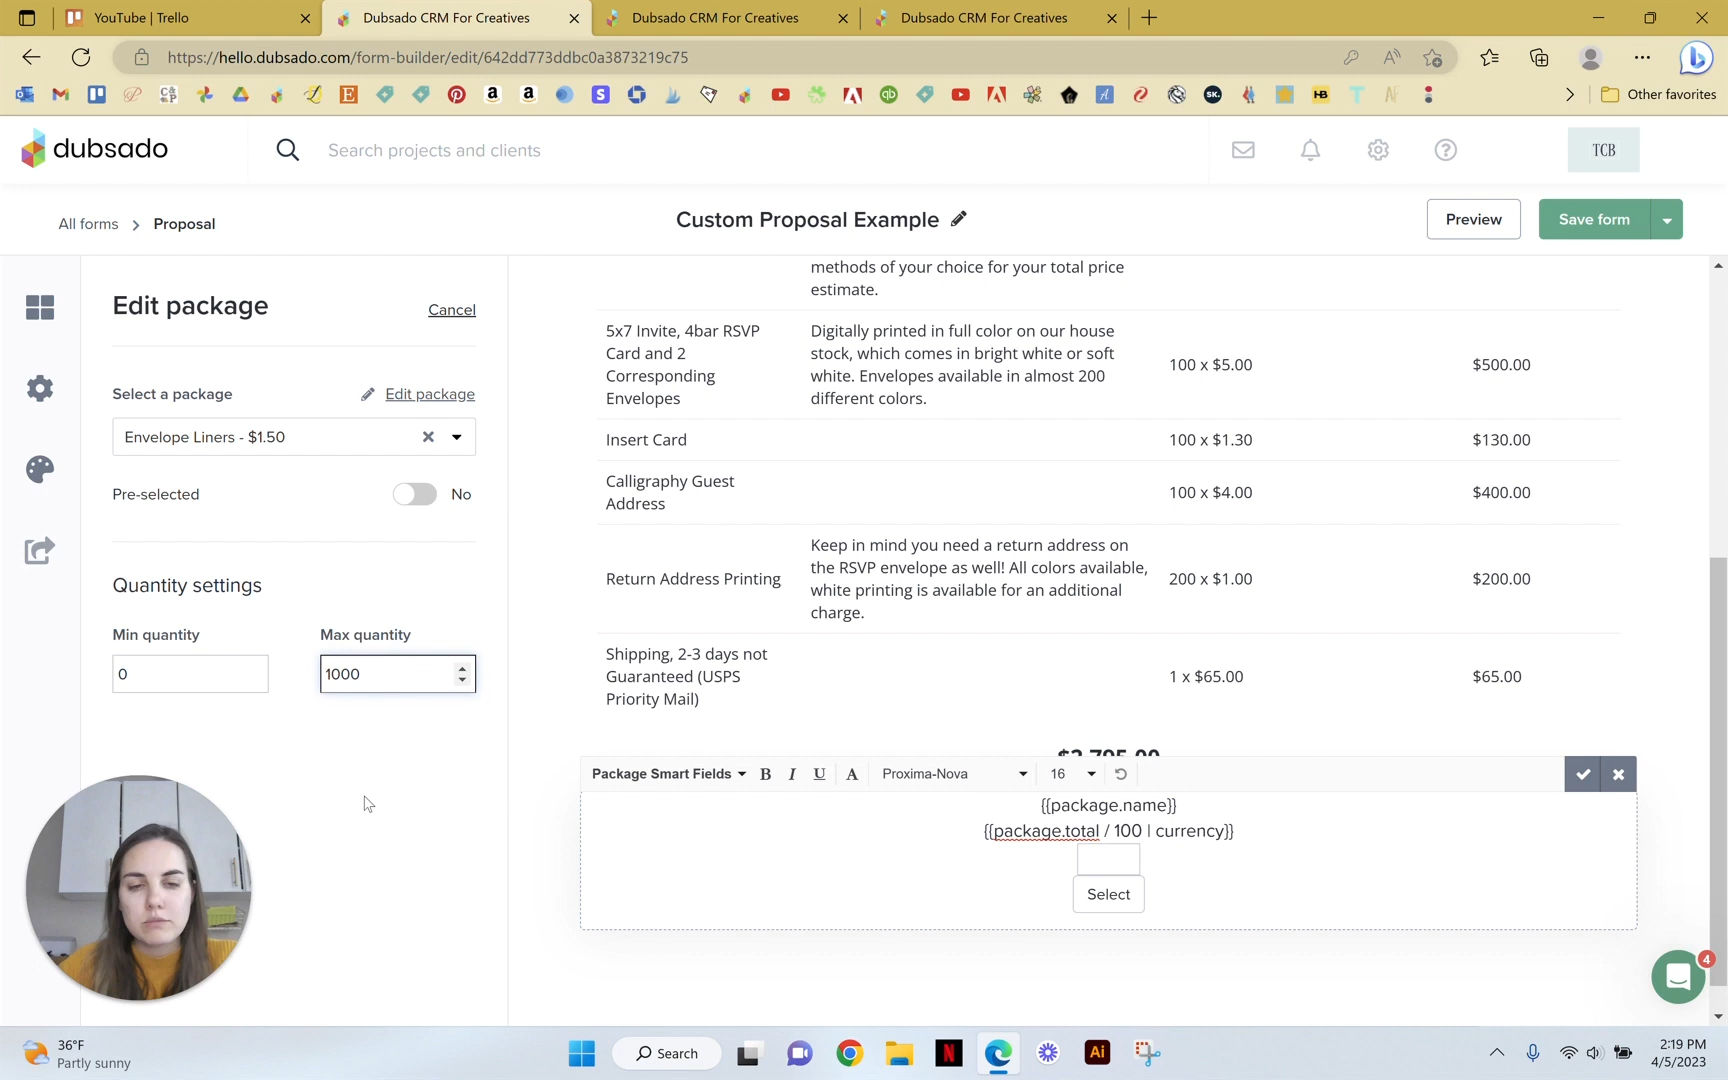 YouTube | Trello
Dubsado CRM For Creatives
Dubsado CRM For Creatives
Dubsado CRM For Creatives
https://hello.dubsado.com/form-builder/edit/642dd773ddbc0a3873219c75
Other favorites
dubsado
Search projects and clients
TCB
All forms > Proposal
Custom Proposal Example
Preview
Save form
Edit package
Cancel
Select a package
Edit package
Envelope Liners - $1.50
Pre-selected
No
Quantity settings
Min quantity
Max quantity
0
1000
methods of your choice for your total price
estimate.
5x7 Invite, 4bar RSVP
Card and 2
Corresponding
Envelopes
Digitally printed in full color on our house
stock, which comes in bright white or soft
white. Envelopes available in almost 200
different colors.
100 x $5.00
$500.00
Insert Card
100 x $1.30
$130.00
Calligraphy Guest
Address
100 x $4.00
$400.00
Return Address Printing
Keep in mind you need a return address on
the RSVP envelope as well! All colors available,
white printing is available for an additional
charge.
200 x $1.00
$200.00
Shipping, 2-3 days not
Guaranteed (USPS
Priority Mail)
1 x $65.00
$65.00
$2,795.00
Package Smart Fields
B I U A
Proxima-Nova
16
{{package.name}}
{{package.total / 100 | currency}}
Select
4
36°F
Partly sunny
Search
N
Ai
2:19 PM
4/5/2023